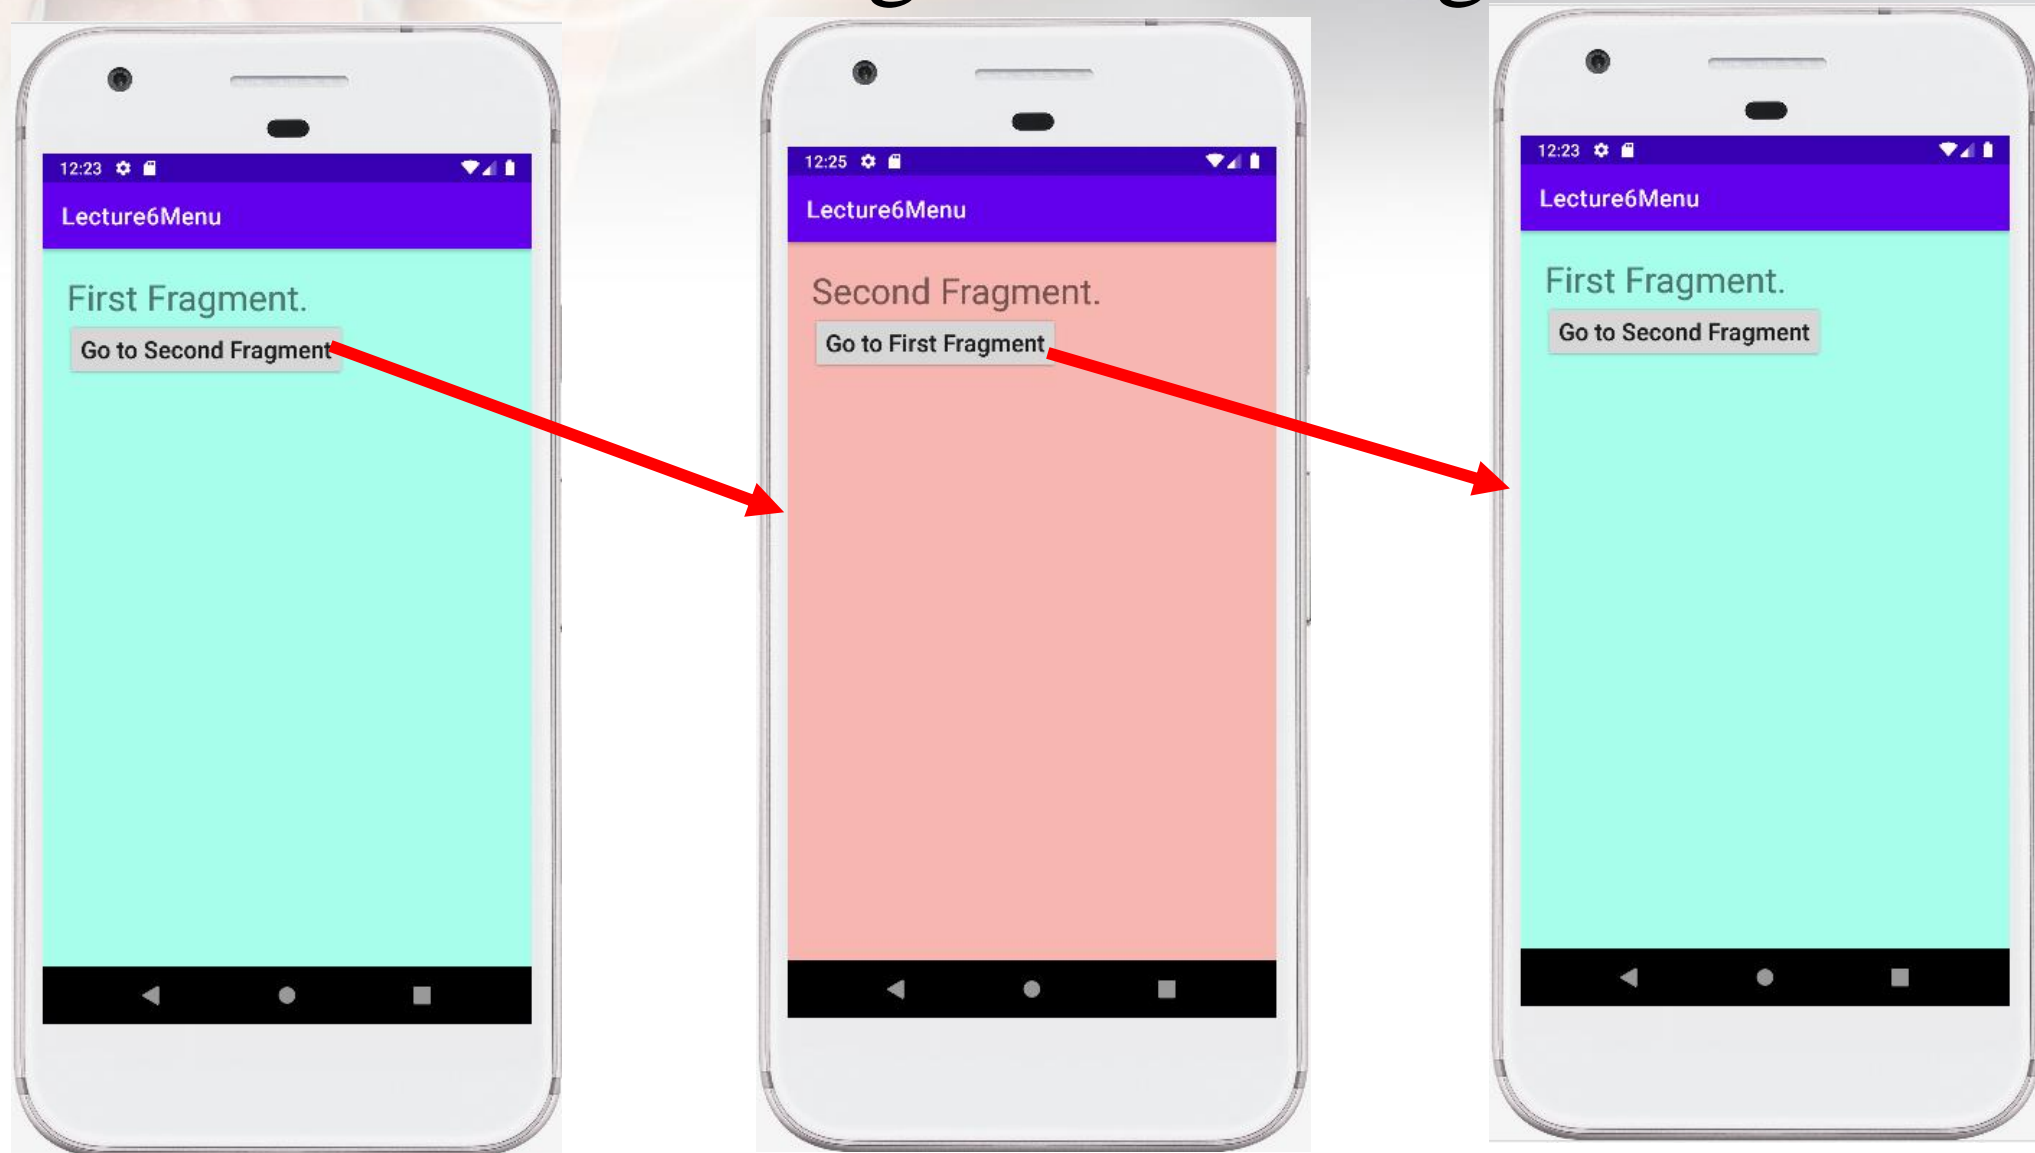 12:23
Lecture6Menu
First Fragment.
Go to Second Fragment
12:25
Lecture6Menu
Second Fragment.
Go to First Fragment
12:23
Lecture6Menu
First Fragment.
Go to Second Fragment